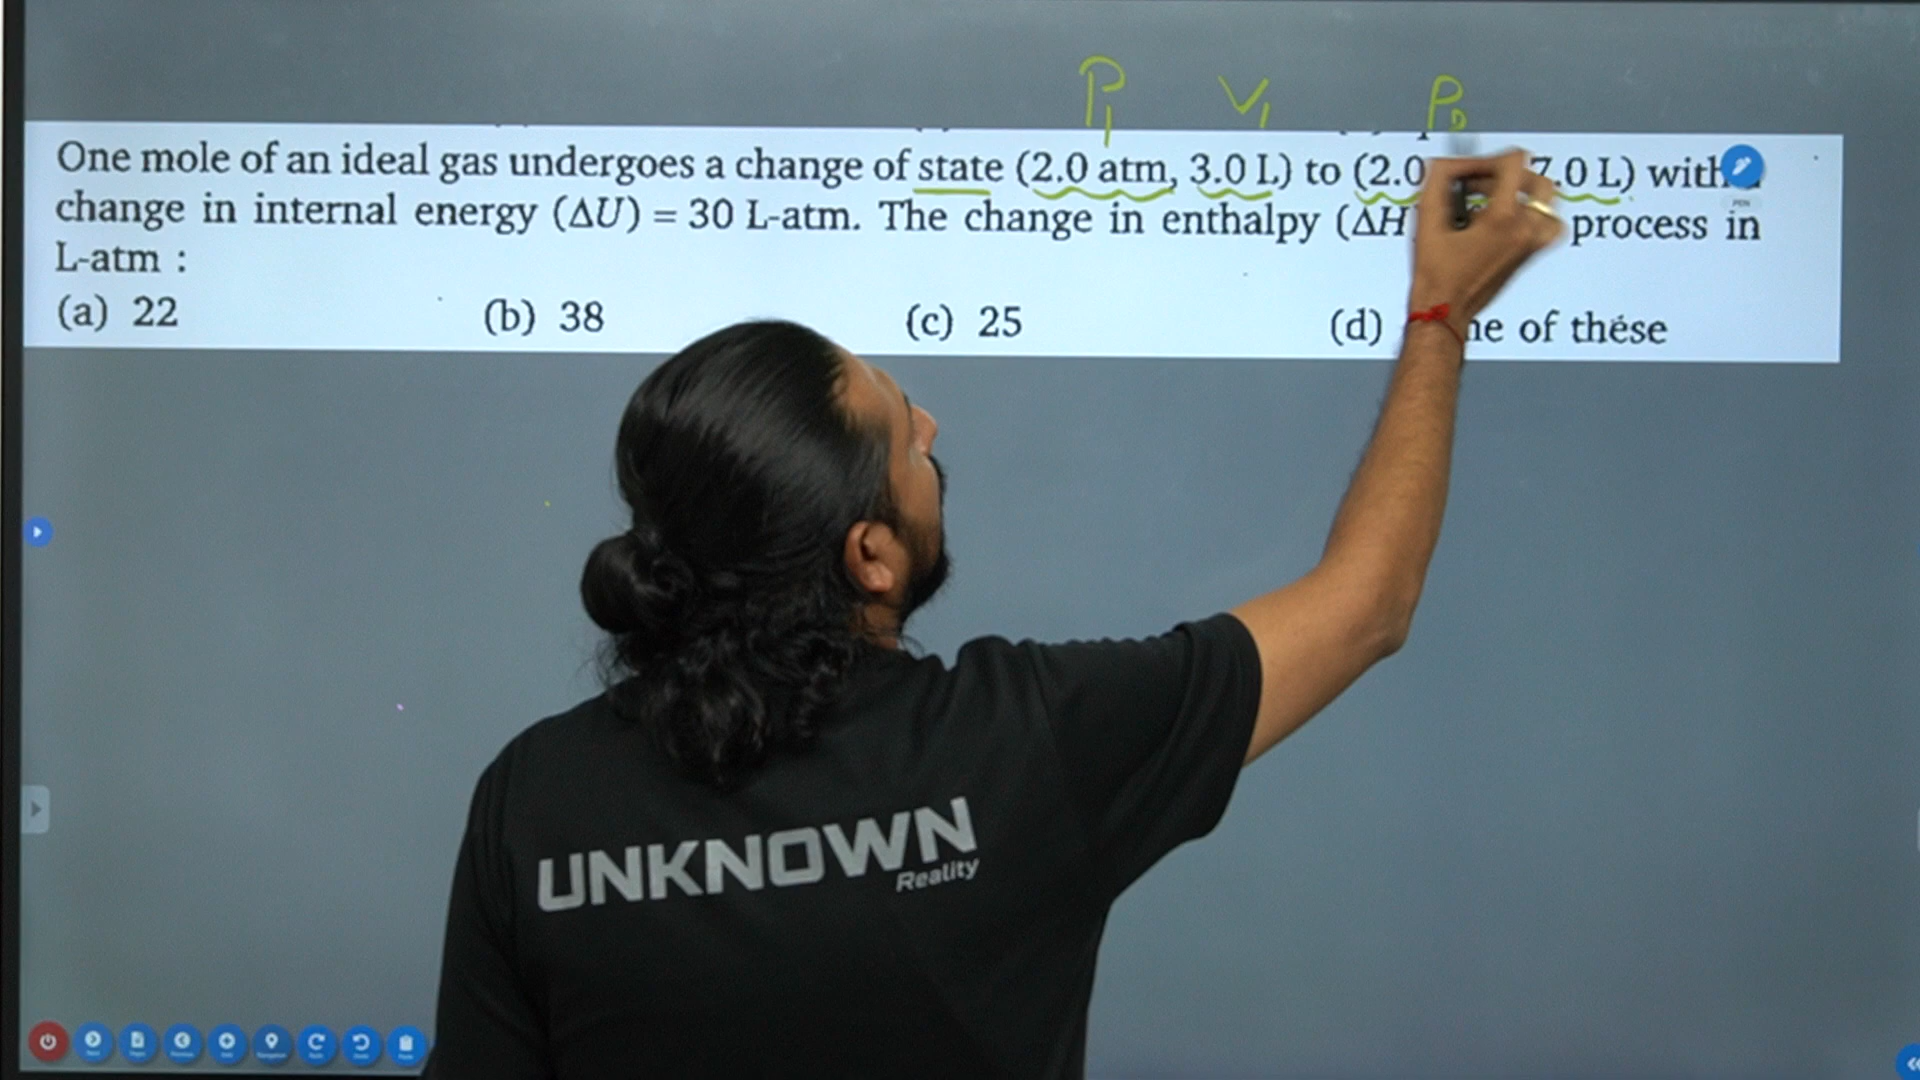 P1 V1 P
One mole of an ideal gas undergoes a change of state (2.0 atm, 3.0 L) to (2.0 7.0 L) with
change in internal energy (ΔU) = 30 L-atm. The change in enthalpy (ΔH process in
L-atm :
(a) 22 (b) 38 (c) 25 (d) of these
UNKNOWN
Reality